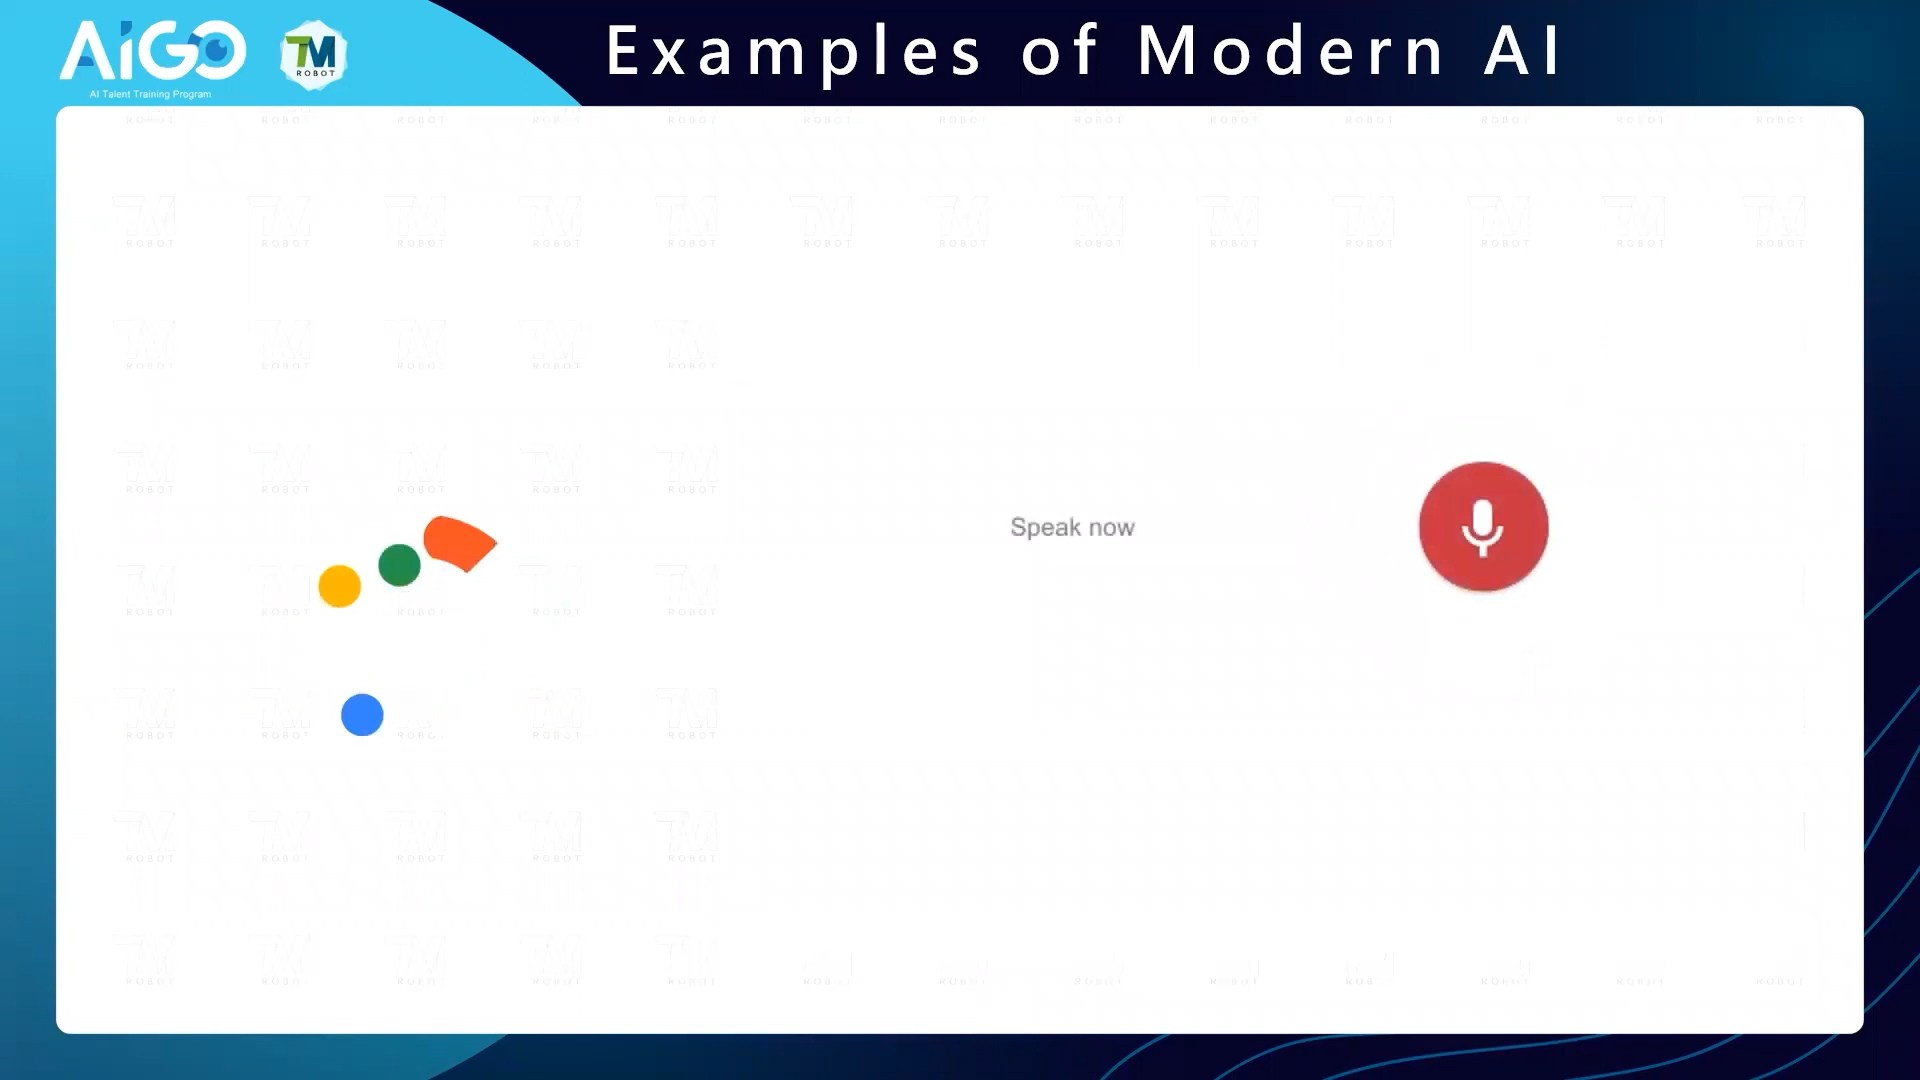 AiGO
AI Talent Training Program
TM
ROBOT
Examples of Modern AI
Speak now